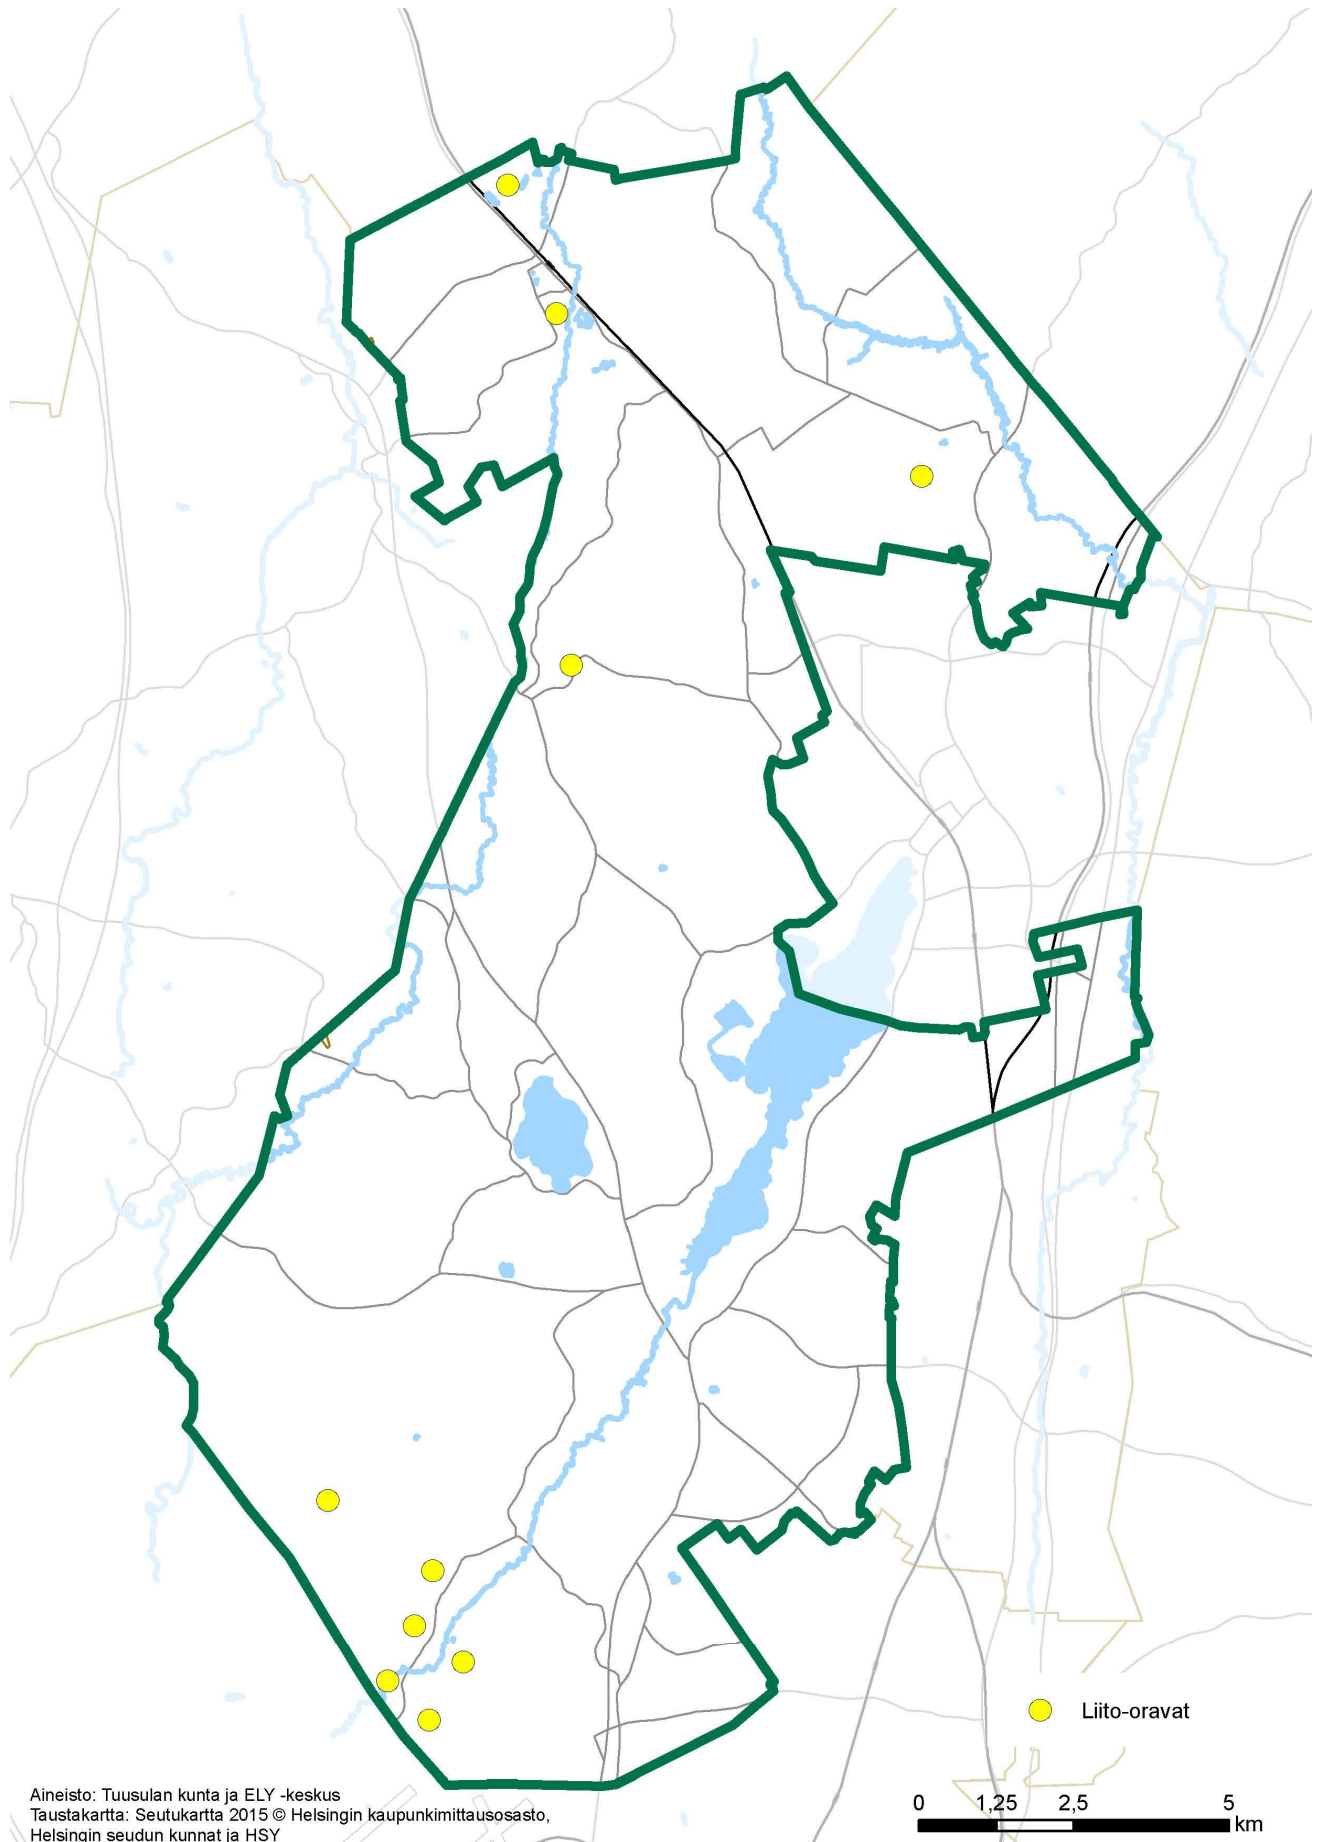 Liito-oravat
Aineisto: Tuusulan kunta ja ELY -keskus
Taustakartta: Seutukartta 2015 © Helsingin kaupunkimittausosasto,
Helsingin seudun kunnat ja HSY
0 1,25 2,5 5
km